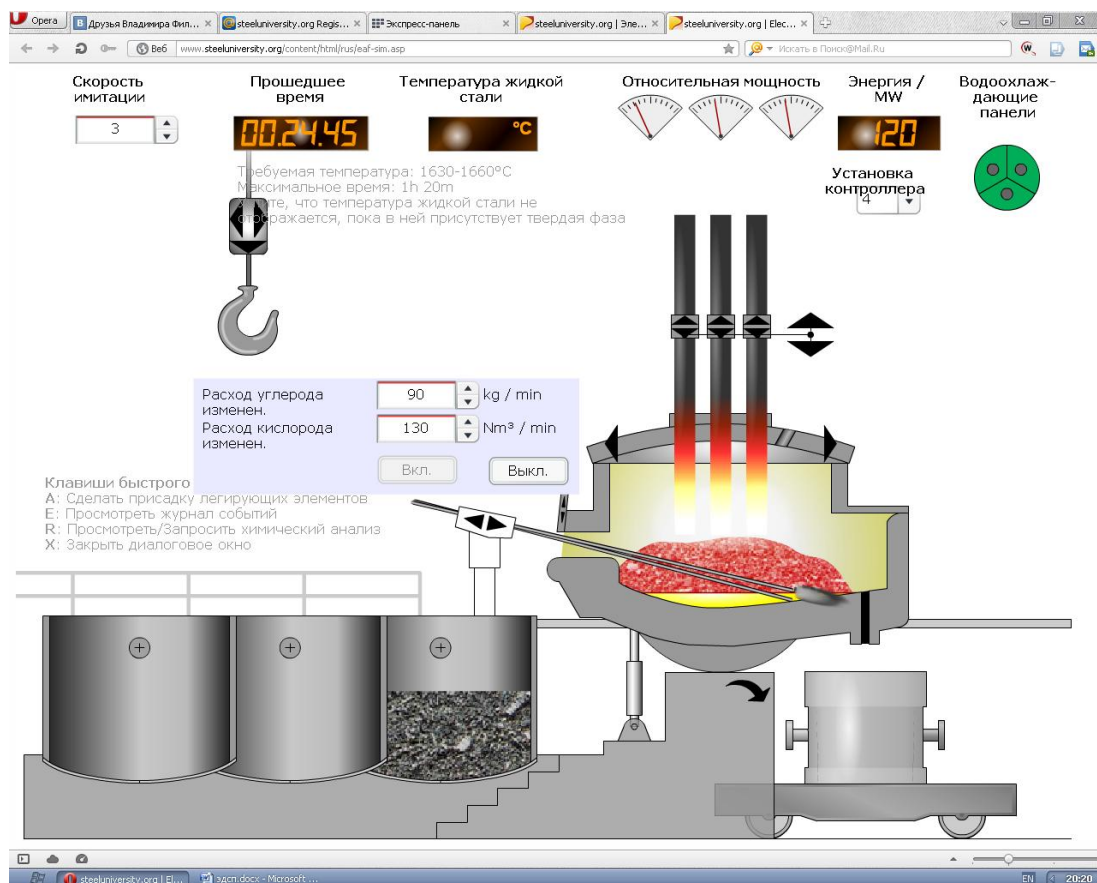 Opera
Друзья Владимира Фил...
steeluniversity.org Regis...
Экспресс-панель
steeluniversity.org | Эле...
steeluniversity.org | Elec...
Веб
www.steeluniversity.org/content/html/rus/eaf-sim.asp
Искать в Поиск@Mail.Ru
Скорость
имитации
3
Прошедшее
время
00.24.45
Температура жидкой
стали
°C
Относительная мощность
Энергия /
MW
120
Водоохлаж-
дающие
панели
Установка
контроллера
4
Требуемая температура: 1630-1660°C
Максимальное время: 1h 20m
что температура жидкой стали не
отображается, пока в ней присутствует твердая фаза
Расход углерода
изменен.
90
kg / min
Расход кислорода
изменен.
130
Nm³ / min
Вкл.
Выкл.
Клавиши быстрого
A: Сделать присадку легирующих элементов
E: Просмотреть журнал событий
R: Просмотреть/Запросить химический анализ
X: Закрыть диалоговое окно
steeluniversity.org | El...
эдсп.docx - Microsoft ...
EN
20:20